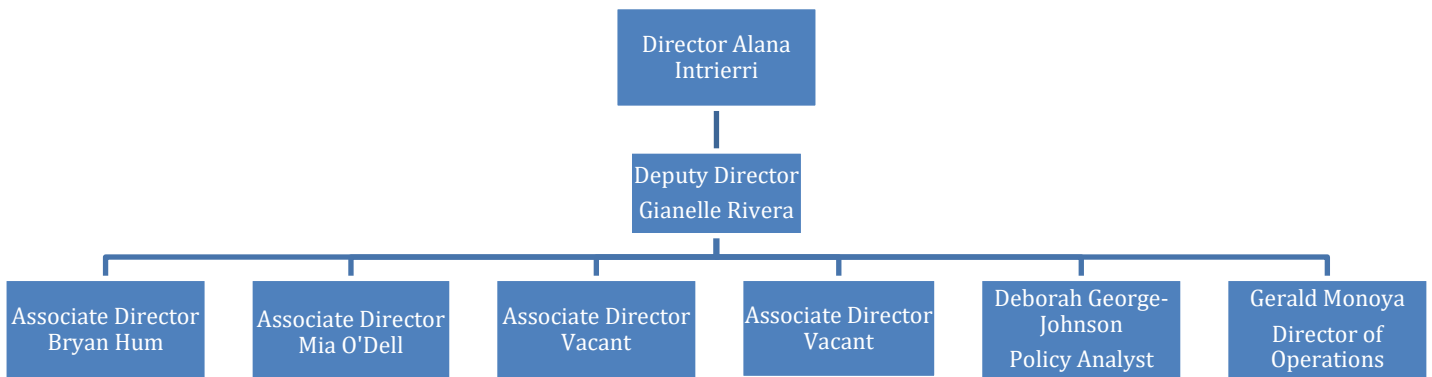 Director Alana
Intrierri
Deputy Director
Gianelle Rivera
Associate Director
Bryan Hum
Associate Director
Mia O'Dell
Associate Director
Vacant
Associate Director
Vacant
Deborah George-
Johnson
Policy Analyst
Gerald Monoya
Director of
Operations